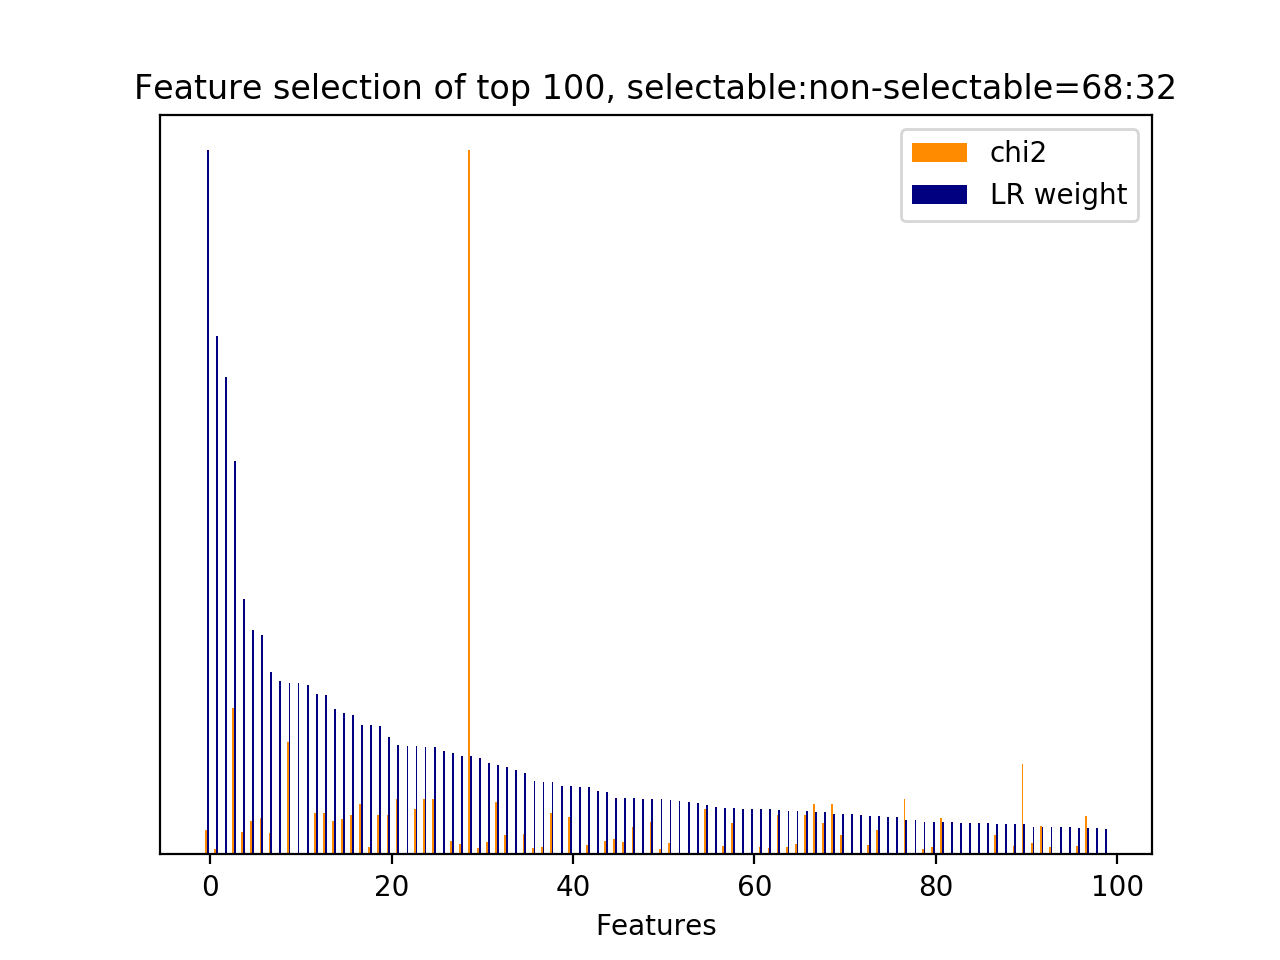 Feature selection of top 100, selectable:non-selectable=68:32
chi2
LR weight
0 20 40 60 80 100
Features